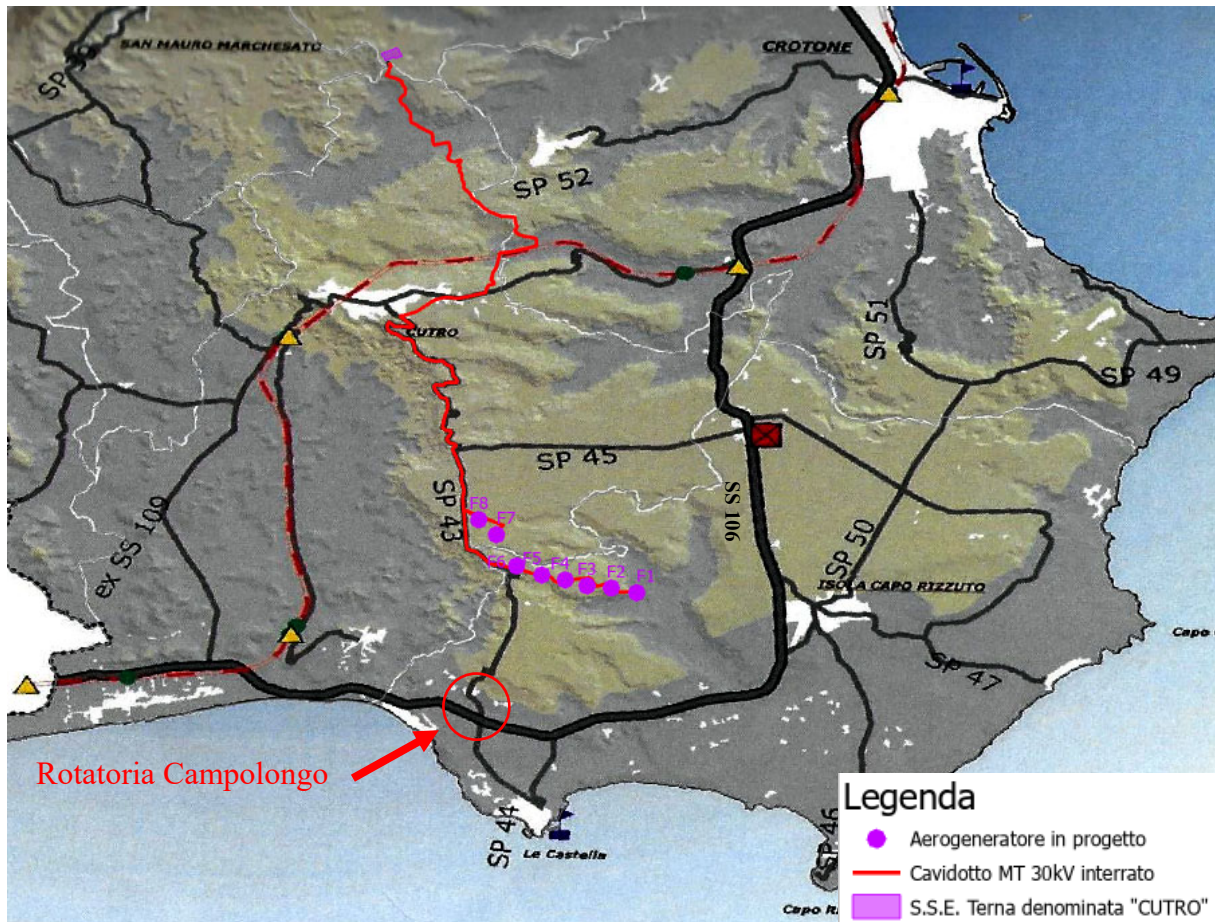 SAN MAURO MARCHESATO
CROTONE
SP 52
SP 51
SP 49
CUTRO
SP 45
SS 106
SP 43
F8
F7
F6
F5
F4
F3
F2
F1
ex SS 109
SP 50
ISOLA CAPO RIZZUTO
Capo
SP 47
Rotatoria Campolongo
SP 44
Le Castella
SP 46
Capo
Legenda
Aerogeneratore in progetto
Cavidotto MT 30kV interrato
S.S.E. Terna denominata "CUTRO"